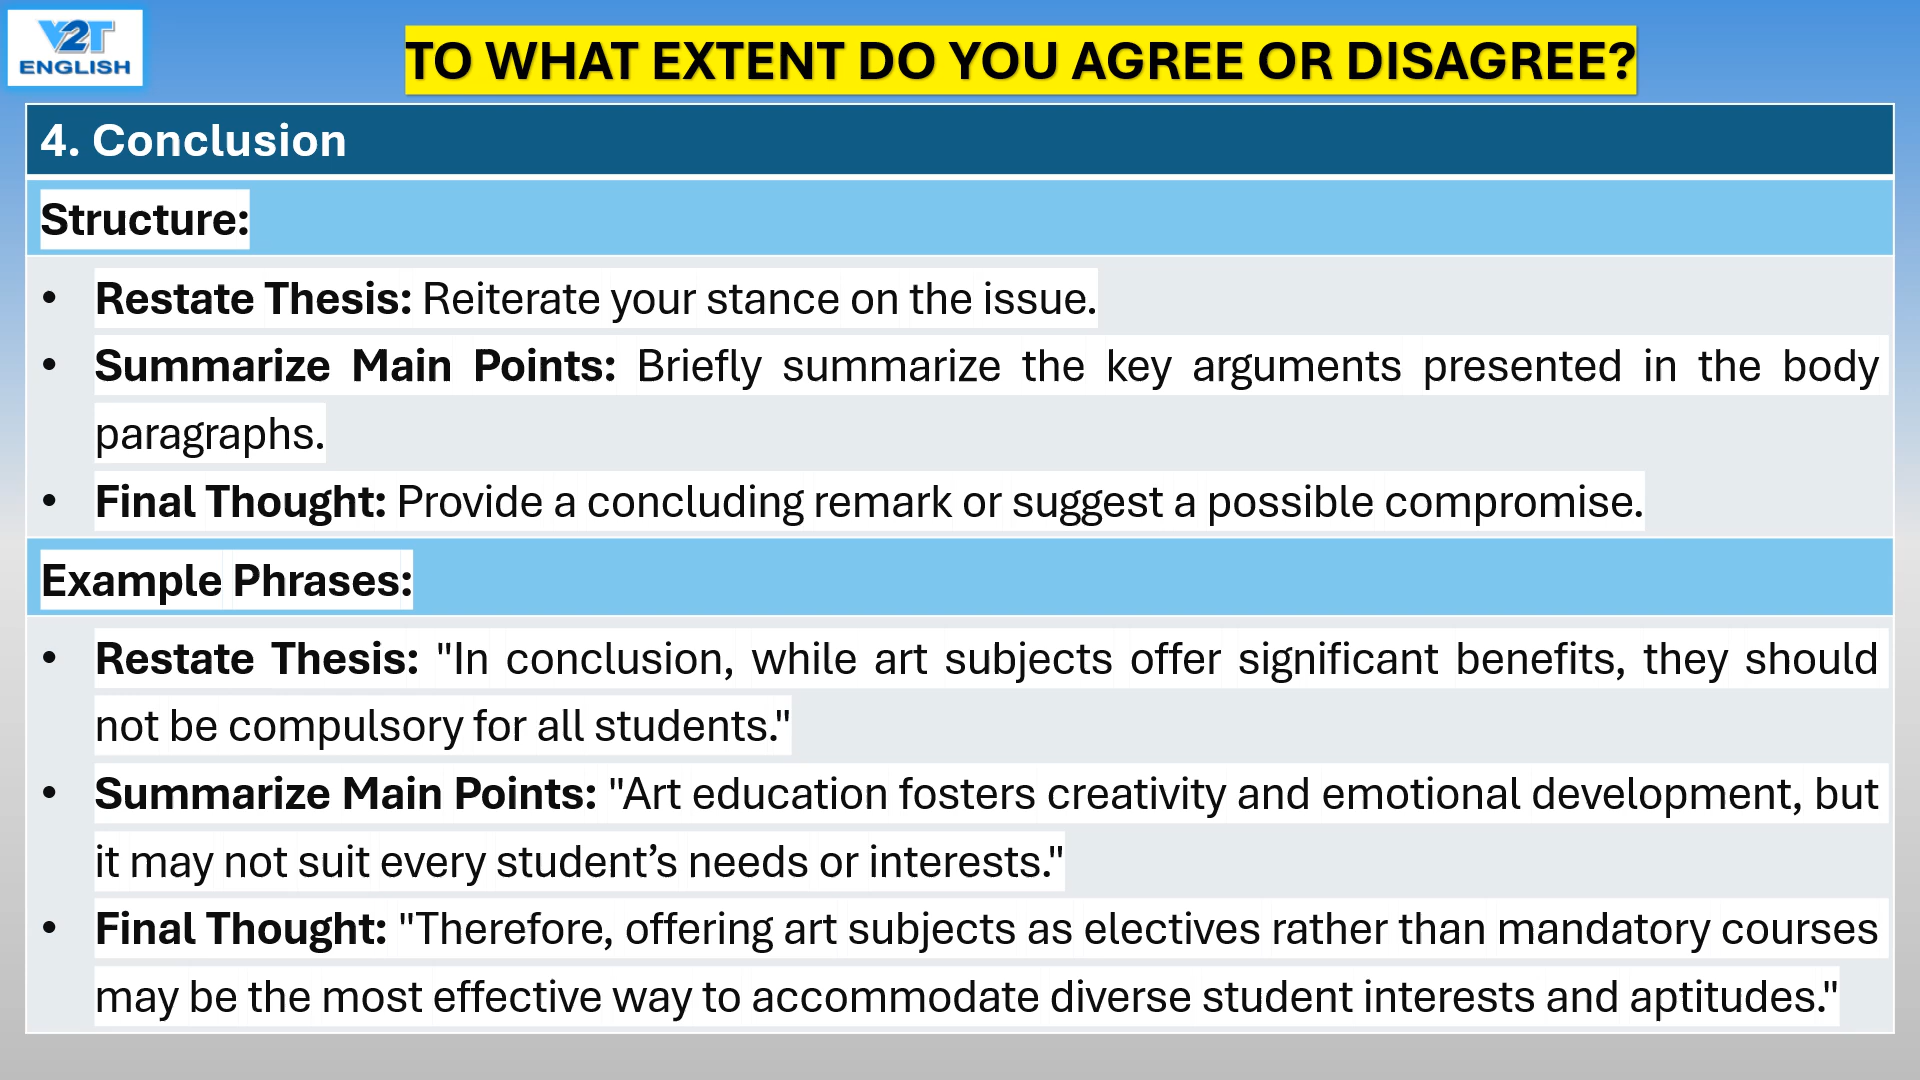 V2T
ENGLISH
TO WHAT EXTENT DO YOU AGREE OR DISAGREE?
4. Conclusion
Structure:
• Restate Thesis: Reiterate your stance on the issue.
• Summarize Main Points: Briefly summarize the key arguments presented in the body
paragraphs.
• Final Thought: Provide a concluding remark or suggest a possible compromise.
Example Phrases:
• Restate Thesis: "In conclusion, while art subjects offer significant benefits, they should
not be compulsory for all students."
• Summarize Main Points: "Art education fosters creativity and emotional development, but
it may not suit every student’s needs or interests."
• Final Thought: "Therefore, offering art subjects as electives rather than mandatory courses
may be the most effective way to accommodate diverse student interests and aptitudes."